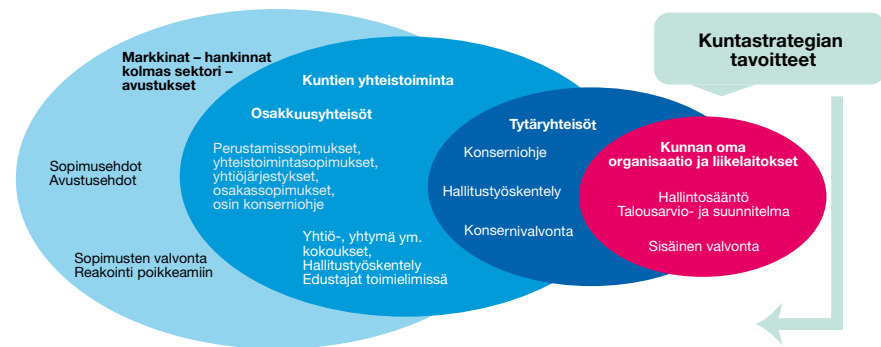 Markkinat – hankinnat
kolmas sektori –
avustukset
Sopimusehdot
Avustusehdot
Sopimusten valvonta
Reakointi poikkeamiin
Kuntien yhteistoiminta
Osakkuusyhteisöt
Perustamissopimukset,
yhteistoimintasopimukset,
yhtiöjärjestykset,
osakassopimukset,
osin konserniohje
Yhtiö-, yhtymä ym.
kokoukset,
Hallitustyöskentely
Edustajat toimielimissä
Tytäryhteisöt
Konserniohje
Hallitustyöskentely
Konsernivalvonta
Kunnan oma
organisaatio ja liikelaitokset
Hallintosääntö
Talousarvio- ja suunnitelma
Sisäinen valvonta
Kuntastrategian
tavoitteet